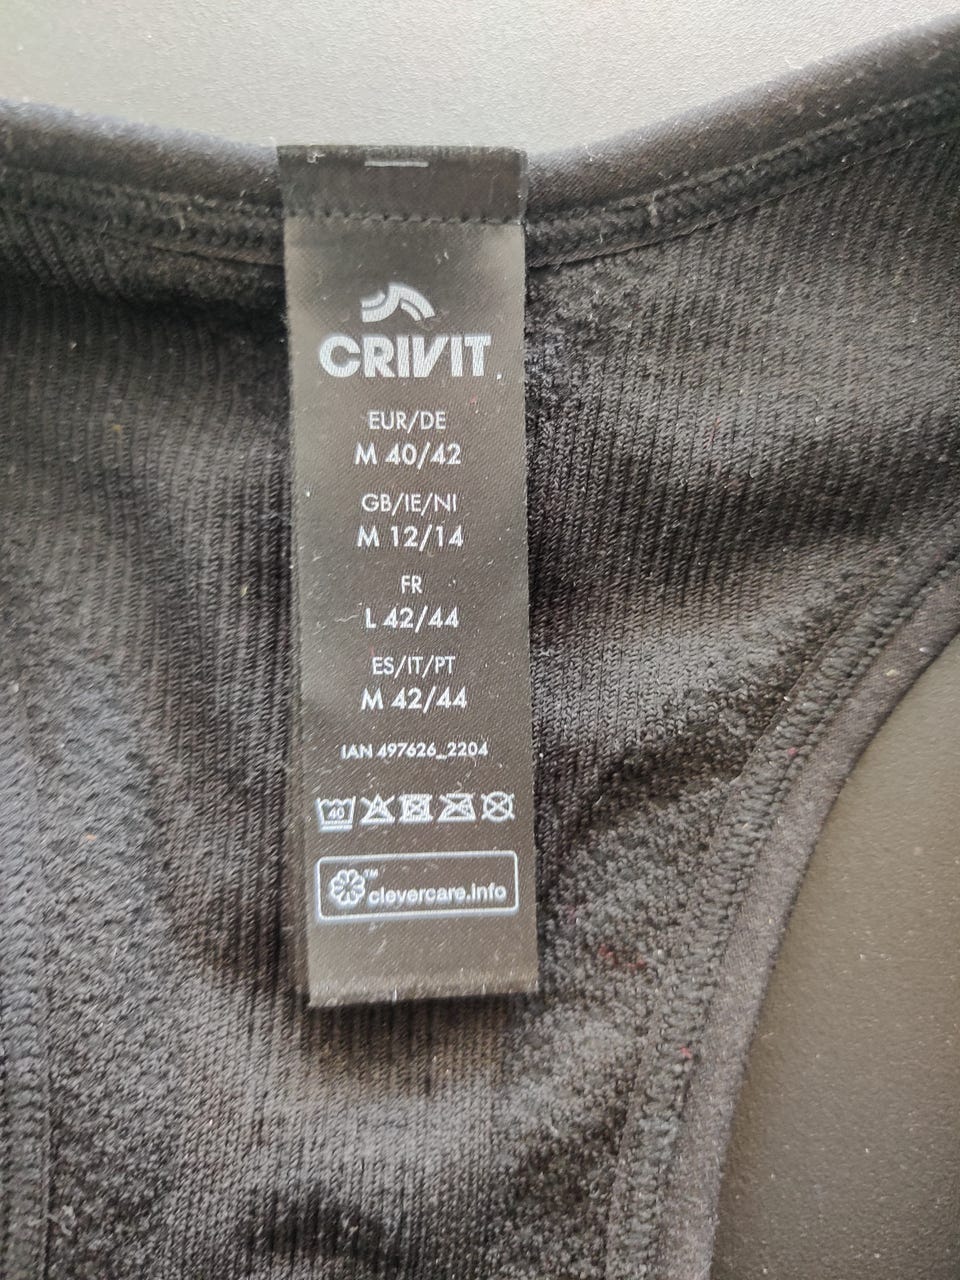 CRIVIT
EUR/DE
M 40/42
GB/IE/NI
M 12/14
FR
L 42/44
ES/IT/PT
M 42/44
IAN 497626_2204
40
™ clevercare.info